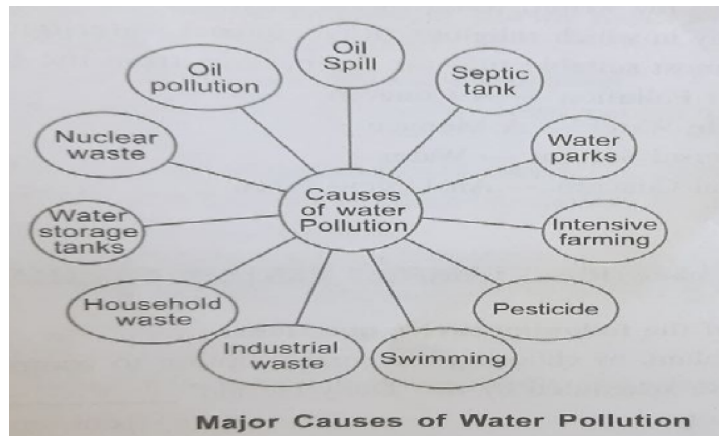 Oil
Spill
Oil
pollution
Septic
tank
Nuclear
waste
Water
parks
Causes
of water
Pollution
Water
storage
tanks
Intensive
farming
Household
waste
Pesticide
Industrial
waste
Swimming
Major Causes of Water Pollution